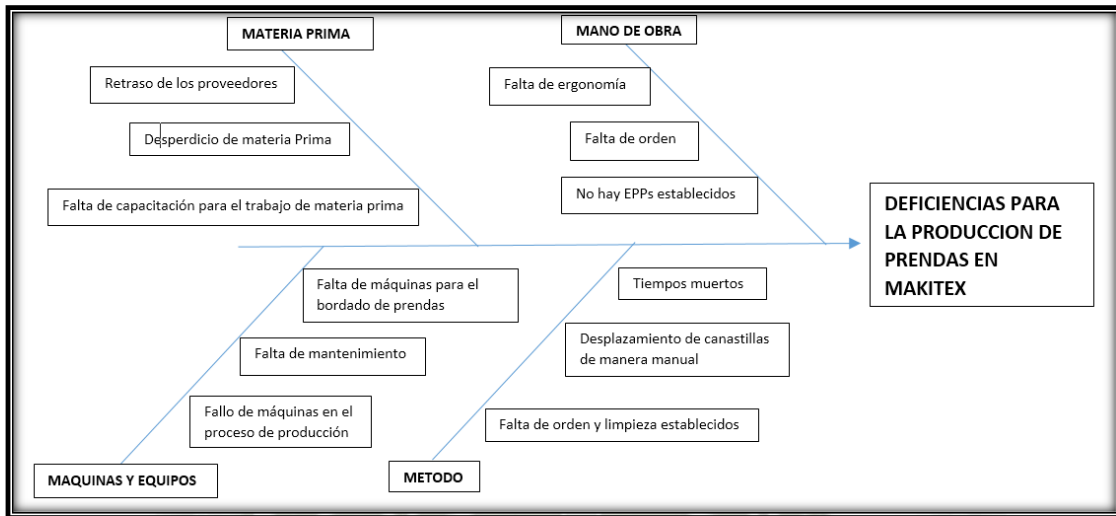 MATERIA PRIMA
Retraso de los proveedores
Desperdicio de materia Prima
Falta de capacitación para el trabajo de materia prima
MANO DE OBRA
Falta de ergonomía
Falta de orden
No hay EPPs establecidos
DEFICIENCIAS PARA
LA PRODUCCION DE
PRENDAS EN
MAKITEX
Falta de máquinas para el
bordado de prendas
Falta de mantenimiento
Fallo de máquinas en el
proceso de producción
MAQUINAS Y EQUIPOS
Tiempos muertos
Desplazamiento de canastillas
de manera manual
Falta de orden y limpieza establecidos
METODO